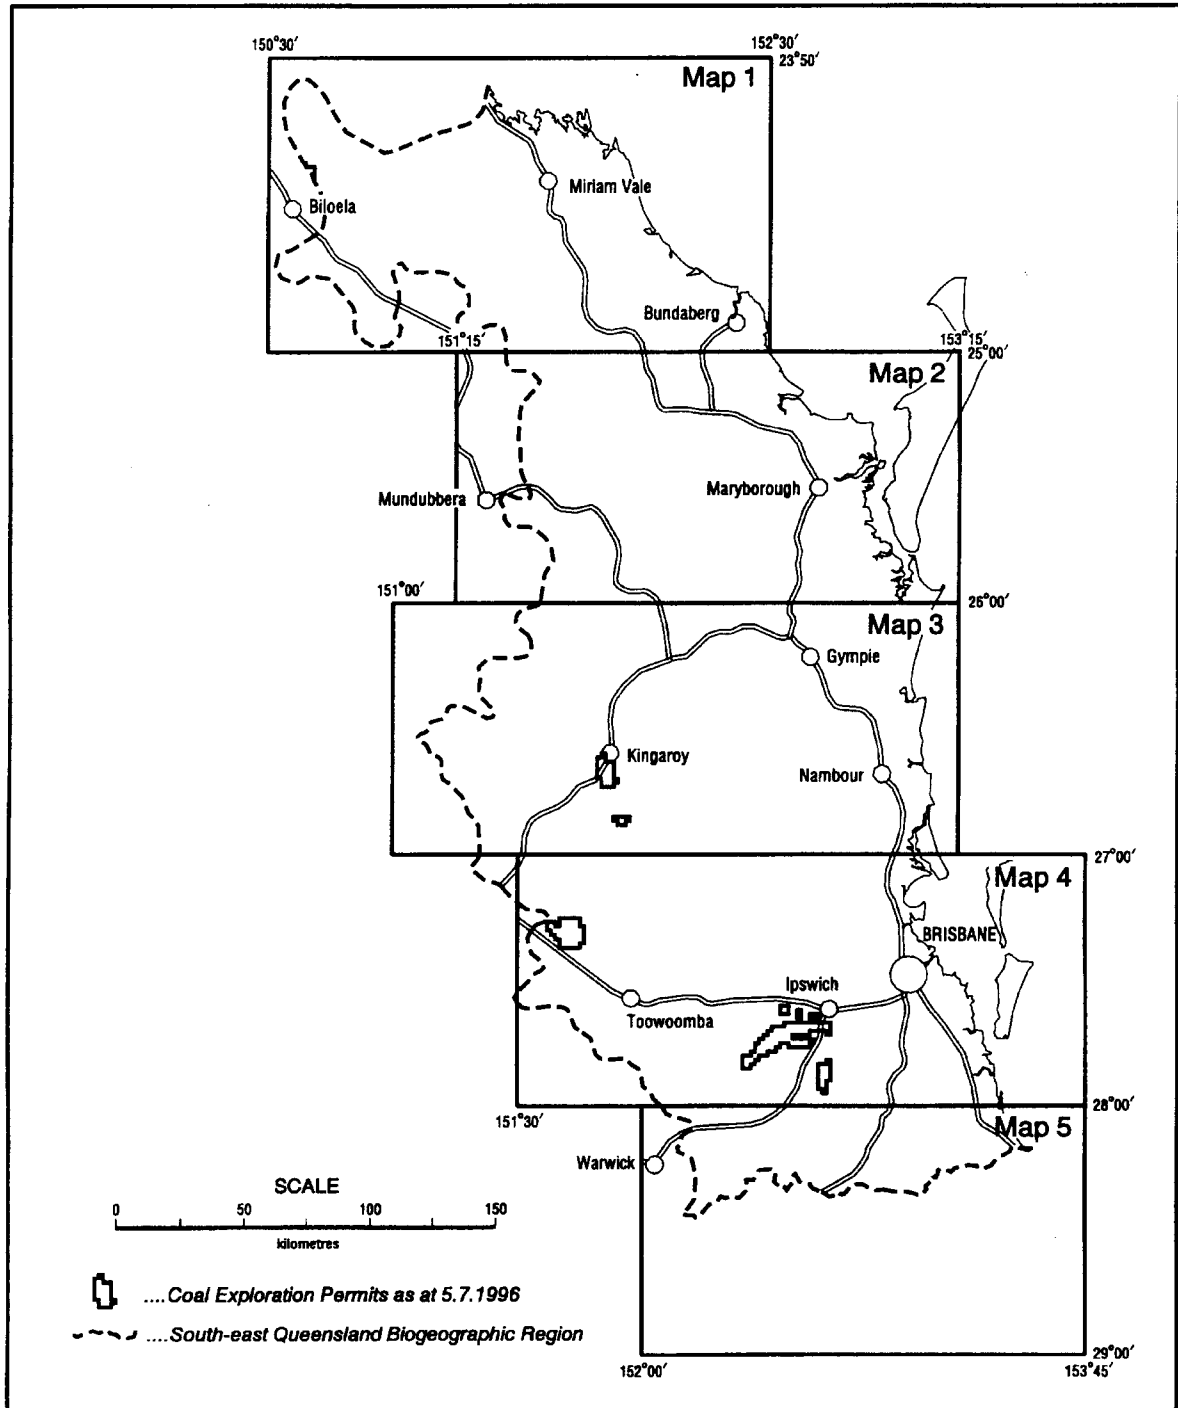 150°30′
152°30′
23°50′
Map 1
Miriam Vale
Biloela
Bundaberg
151°15′
153°15′
25°00′
Map 2
Mundubbera
Maryborough
151°00′
26°00′
Map 3
Gympie
Kingaroy
Nambour
27°00′
Map 4
BRISBANE
Ipswich
Toowoomba
151°30′
28°00′
Map 5
Warwick
SCALE
0 50 100 150
kilometres
....Coal Exploration Permits as at 5.7.1996
....South-east Queensland Biogeographic Region
152°00′
29°00′
153°45′